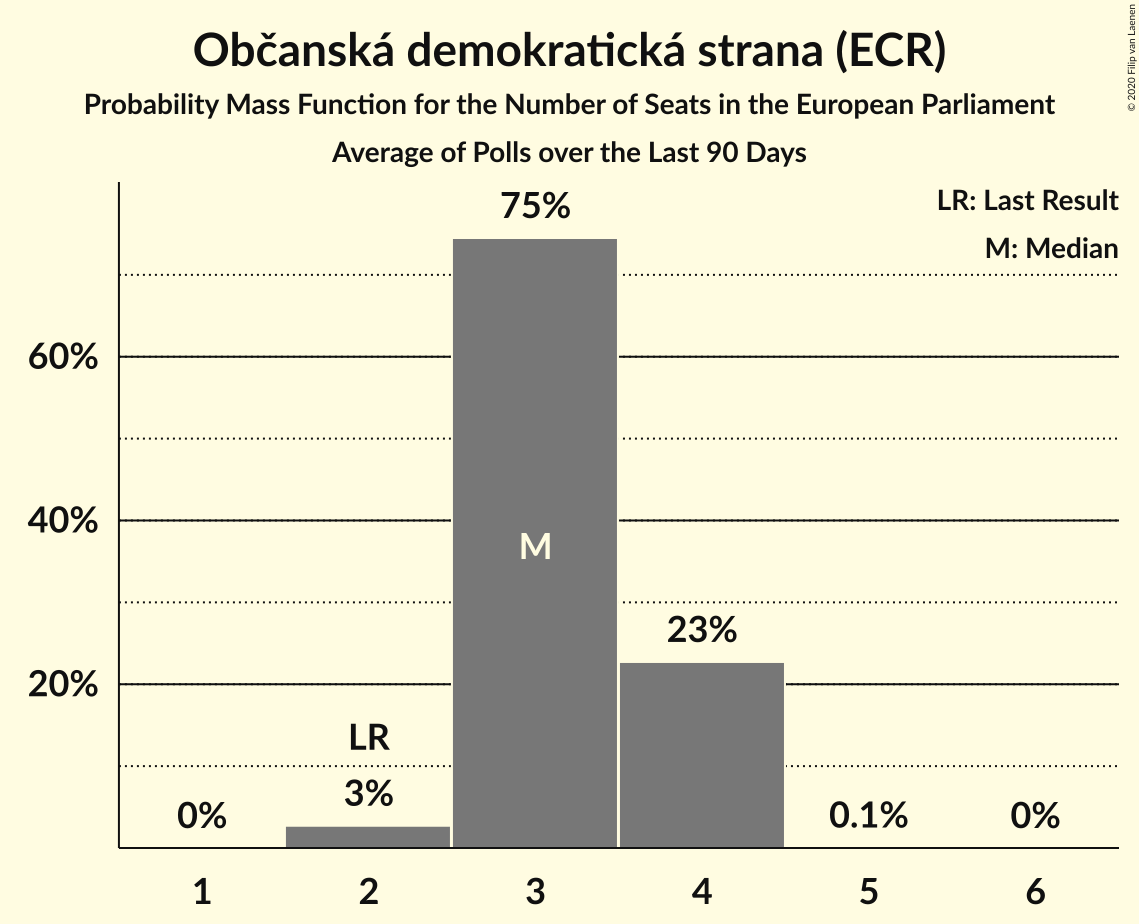 Občanská demokratická strana (ECR)
Probability Mass Function for the Number of Seats in the European Parliament
Average of Polls over the Last 90 Days
© 2020 Filip van Laenen
LR: Last Result
M: Median
75%
60%
40%
M
23%
20%
LR
3%
0%
0.1%
0%
1
2
3
4
5
6